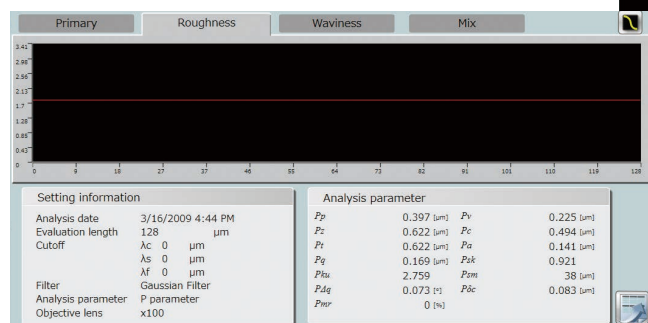 Primary Roughness Waviness Mix
3.41
2.98
2.56
2.13
1.7
1.28
0.85
0.43
0
0 9 18 27 37 46 55 64 73 82 91 101 110 119 128
Setting information
Analysis date 3/16/2009 4:44 PM
Evaluation length 128 μm
Cutoff λc 0 μm
λs 0 μm
λf 0 μm
Filter Gaussian Filter
Analysis parameter P parameter
Objective lens x100
Analysis parameter
Pp 0.397 [μm] Pv 0.225 [μm]
Pz 0.622 [μm] Pc 0.494 [μm]
Pt 0.622 [μm] Pa 0.141 [μm]
Pq 0.169 [μm] Psk 0.921
Pku 2.759 Psm 38 [μm]
PΔq 0.073 [°] Pδc 0.083 [μm]
Pmr 0 [%]